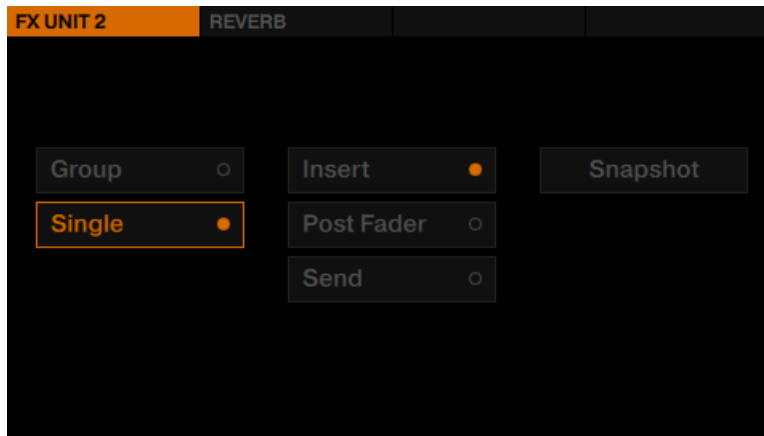 FX UNIT 2 REVERB
Group Insert Snapshot
Single Post Fader
Send